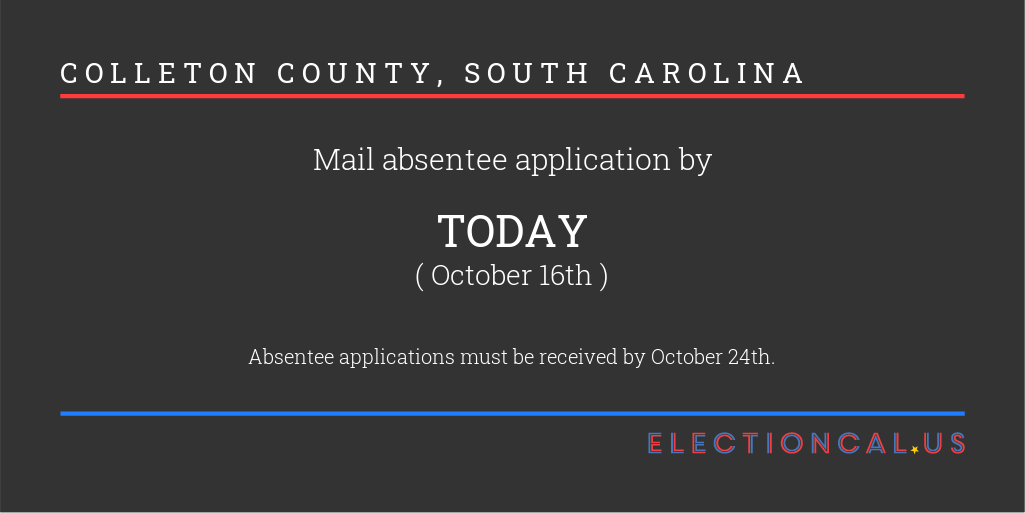 COLLETON COUNTY, SOUTH CAROLINA
Mail absentee application by
TODAY
( October 16th )
Absentee applications must be received by October 24th.
ELECTIONCAL.US